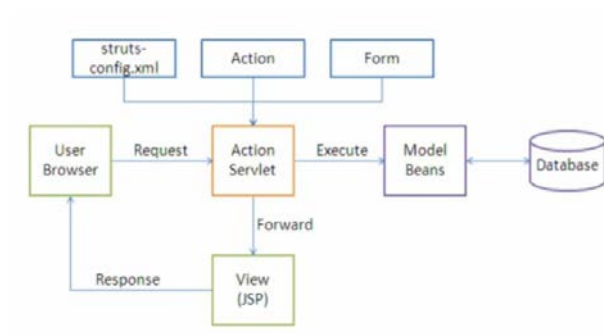 struts-
config.xml
Action
Form
User
Browser
Request
Action
Servlet
Execute
Model
Beans
Database
Forward
Response
View
(JSP)